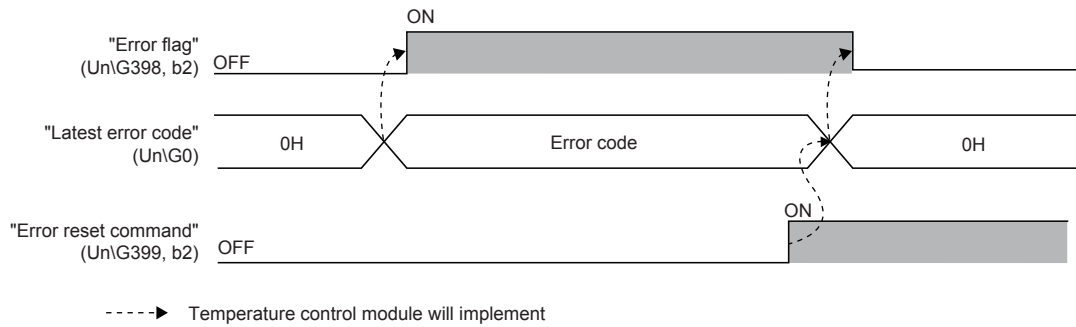 ON
"Error flag"
(Un\G398, b2)
OFF
"Latest error code"
(Un\G0)
0H
Error code
0H
ON
"Error reset command"
(Un\G399, b2)
OFF
Temperature control module will implement